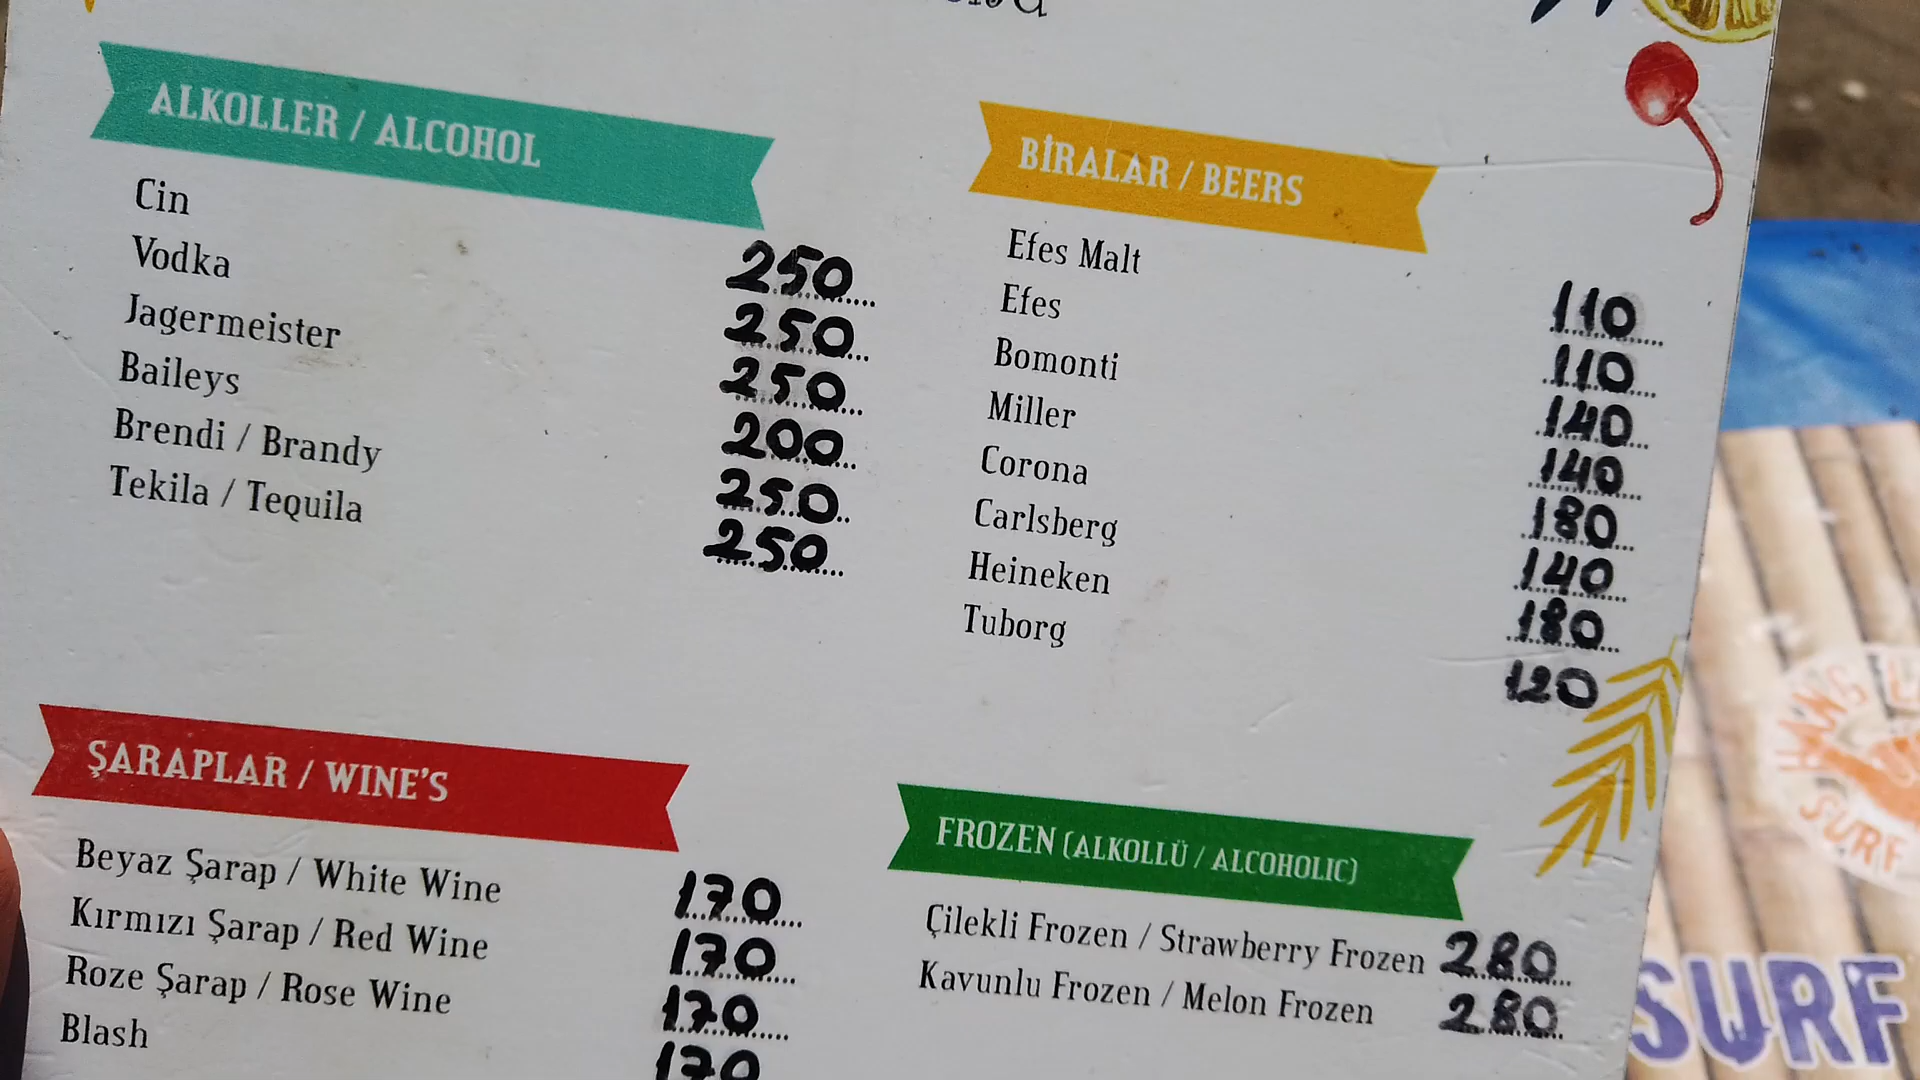 ALKOLLER / ALCOHOL
Cin 250
Vodka 250
Jagermeister 250
Baileys 200
Brendi / Brandy 250
Tekila / Tequila 250
BİRALAR / BEERS
Efes Malt 110
Efes 110
Bomonti 140
Miller 140
Corona 180
Carlsberg 140
Heineken 180
Tuborg 120
ŞARAPLAR / WINE'S
Beyaz Şarap / White Wine 170
Kırmızı Şarap / Red Wine 170
Roze Şarap / Rose Wine 170
Blash 170
FROZEN (ALKOLLÜ / ALCOHOLIC)
Çilekli Frozen / Strawberry Frozen 280
Kavunlu Frozen / Melon Frozen 280
HANG
SURF
SURF